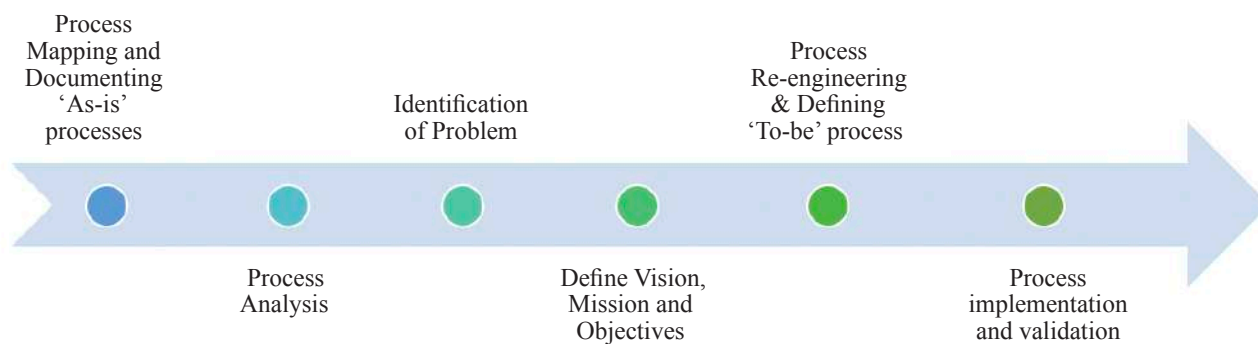 Process
Mapping and
Documenting
‘As-is’
processes
Process
Analysis
Identification
of Problem
Define Vision,
Mission and
Objectives
Process
Re-engineering
& Defining
‘To-be’ process
Process
implementation
and validation